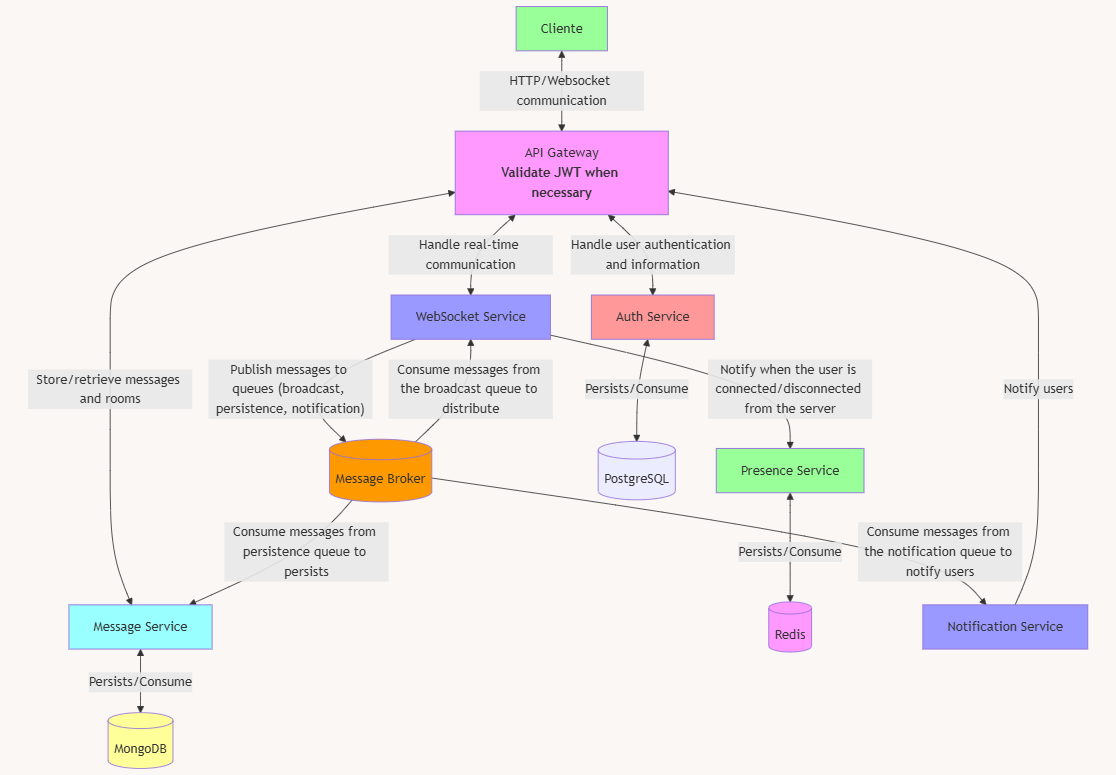 Cliente
HTTP/Websocket
communication
API Gateway
Validate JWT when
necessary
Handle real-time
communication
Handle user authentication
and information
WebSocket Service
Auth Service
Store/retrieve messages
and rooms
Publish messages to
queues (broadcast,
persistence, notification)
Consume messages from
the broadcast queue to
distribute
Persists/Consume
Notify when the user is
connected/disconnected
from the server
Notify users
Message Broker
PostgreSQL
Presence Service
Consume messages from
persistence queue to
persists
Persists/Consume
Consume messages from
the notification queue to
notify users
Message Service
Redis
Notification Service
Persists/Consume
MongoDB